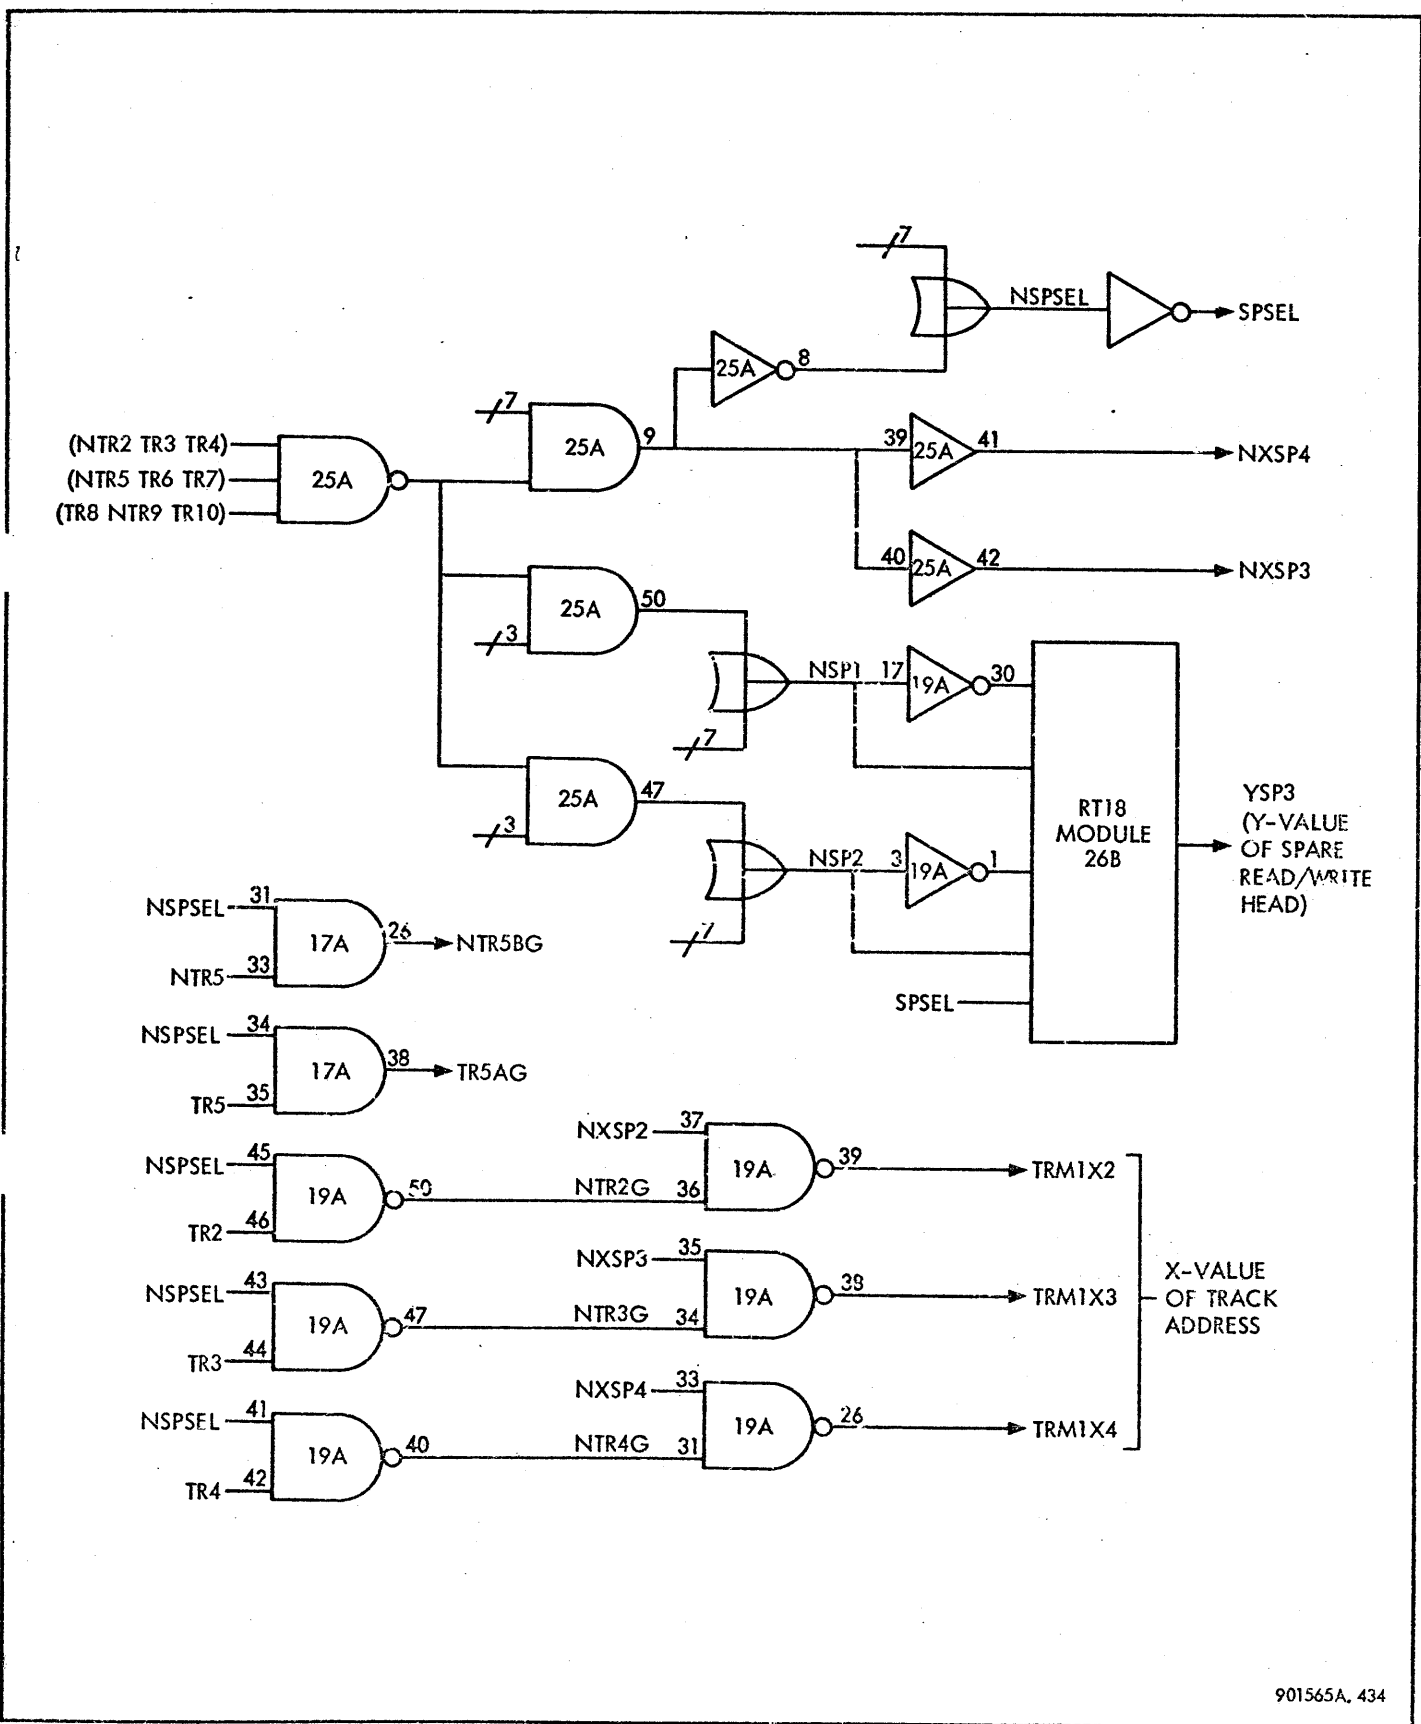 7
NSPSEL
SPSEL
25A
8
7
25A
9
39
25A
41
NXSP4
(NTR2 TR3 TR4)
(NTR5 TR6 TR7)
(TR8 NTR9 TR10)
25A
40
25A
42
NXSP3
25A
50
3
NSP1
17
19A
30
7
25A
47
3
NSP2
3
19A
1
7
SPSEL
RT18
MODULE
26B
YSP3
(Y-VALUE
OF SPARE
READ/WRITE
HEAD)
NSPSEL
31
NTR5
33
17A
26
NTR5BG
NSPSEL
34
TR5
35
17A
38
TR5AG
NSPSEL
45
TR2
46
19A
50
NTR2G
36
NXSP2
37
19A
39
TRM1X2
NSPSEL
43
TR3
44
19A
47
NTR3G
34
NXSP3
35
19A
38
TRM1X3
NSPSEL
41
TR4
42
19A
40
NTR4G
31
NXSP4
33
19A
26
TRM1X4
X-VALUE
OF TRACK
ADDRESS
901565A. 434